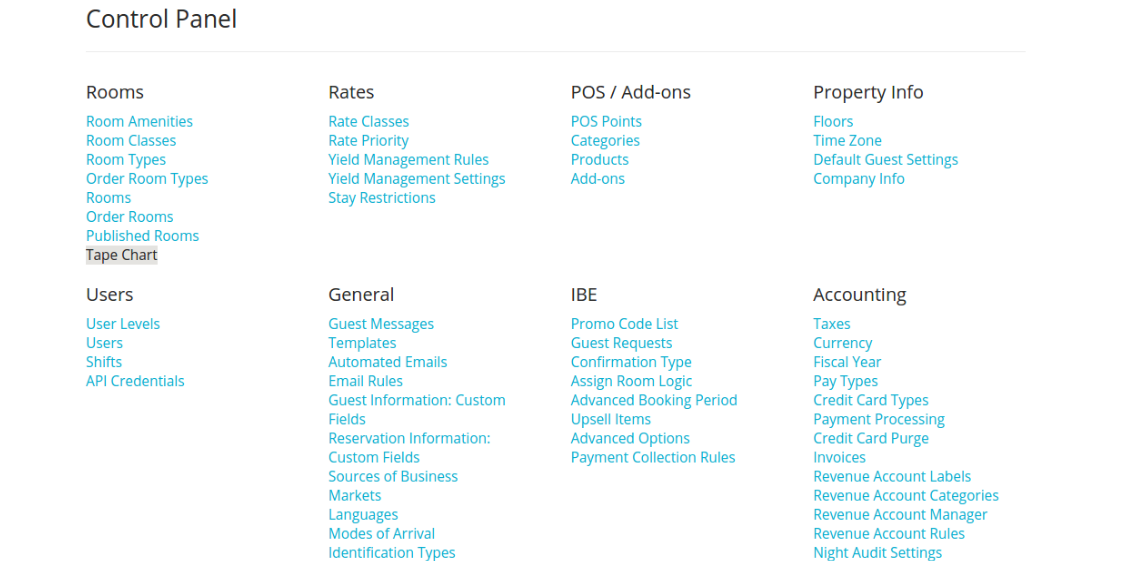 Control Panel
Rooms
Room Amenities
Room Classes
Room Types
Order Room Types
Rooms
Order Rooms
Published Rooms
Tape Chart
Rates
Rate Classes
Rate Priority
Yield Management Rules
Yield Management Settings
Stay Restrictions
POS / Add-ons
POS Points
Categories
Products
Add-ons
Property Info
Floors
Time Zone
Default Guest Settings
Company Info
Users
User Levels
Users
Shifts
API Credentials
General
Guest Messages
Templates
Automated Emails
Email Rules
Guest Information: Custom
Fields
Reservation Information:
Custom Fields
Sources of Business
Markets
Languages
Modes of Arrival
Identification Types
IBE
Promo Code List
Guest Requests
Confirmation Type
Assign Room Logic
Advanced Booking Period
Upsell Items
Advanced Options
Payment Collection Rules
Accounting
Taxes
Currency
Fiscal Year
Pay Types
Credit Card Types
Payment Processing
Credit Card Purge
Invoices
Revenue Account Labels
Revenue Account Categories
Revenue Account Manager
Revenue Account Rules
Night Audit Settings